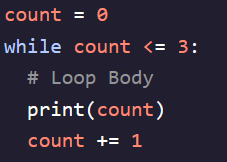 count = 0
while count <= 3:
  # Loop Body
  print(count)
  count += 1